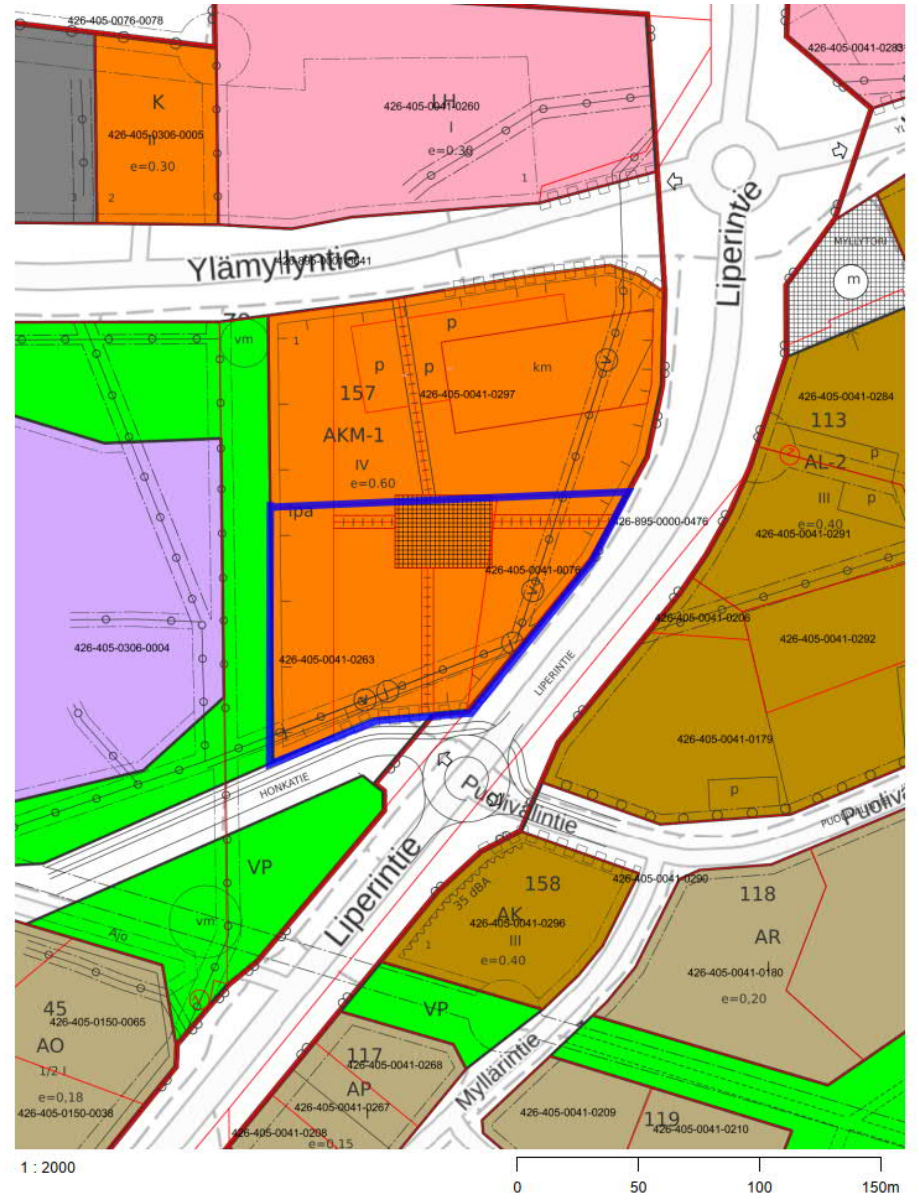 426-405-0076-0078
426-405-0041-0283
K
LH
426-405-0041-0260
426-405-0306-0005
II
I
e=0.30
e=0.30
3
2
1
Liperintie
MYLLYTORI
Ylämyllyntie
m
vm
1
p
p
p
km
157
426-405-0041-0297
426-405-0041-0284
113
AKM-1
AL-2
p
IV
III
p
e=0.60
e=0.40
lpa
426-895-0000-0476
426-405-0041-0291
426-405-0041-0076
426-405-0041-0206
426-405-0041-0292
426-405-0306-0004
426-405-0041-0263
LIPERINTIE
426-405-0041-0179
HONKATIE
p
Puolivälintie
VP
Liperintie
158
426-405-0041-0290
118
35 dBA
AK
426-405-0041-0296
vm
Ajo
III
AR
1
e=0.40
426-405-0041-0180
I
e=0,20
45
VP
426-405-0150-0065
AO
117
426-405-0041-0268
1/2 I
AP
Myllärintie
e=0,18
426-405-0041-0267
I
426-405-0150-0038
426-405-0041-0209
119
426-405-0041-0208
426-405-0041-0210
e=0,15
1 : 2000
0 50 100 150m